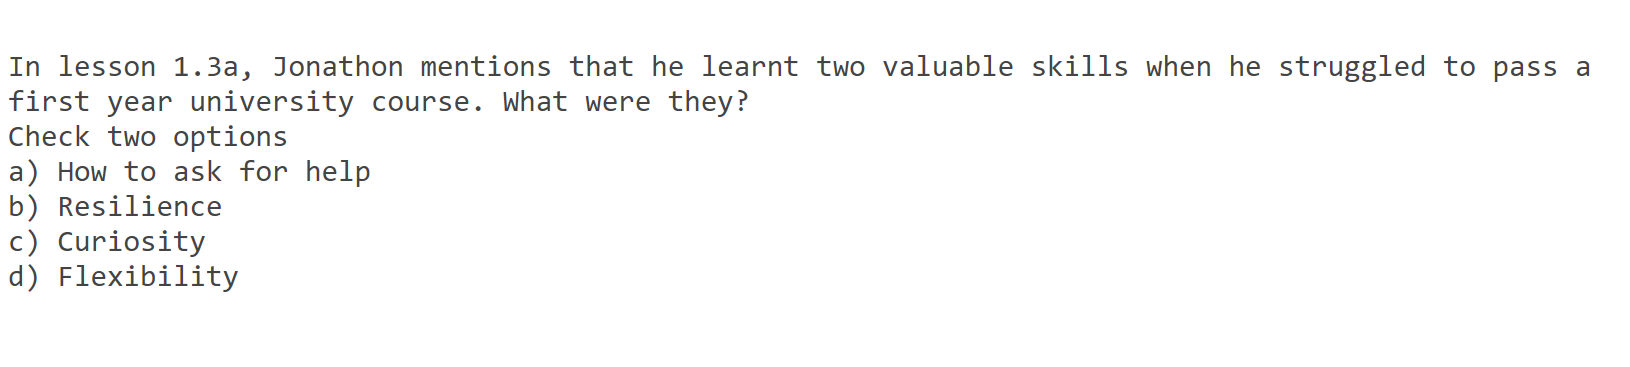 In lesson 1.3a, Jonathon mentions that he learnt two valuable skills when he struggled to pass a
first year university course. What were they?
Check two options
a) How to ask for help
b) Resilience
c) Curiosity
d) Flexibility